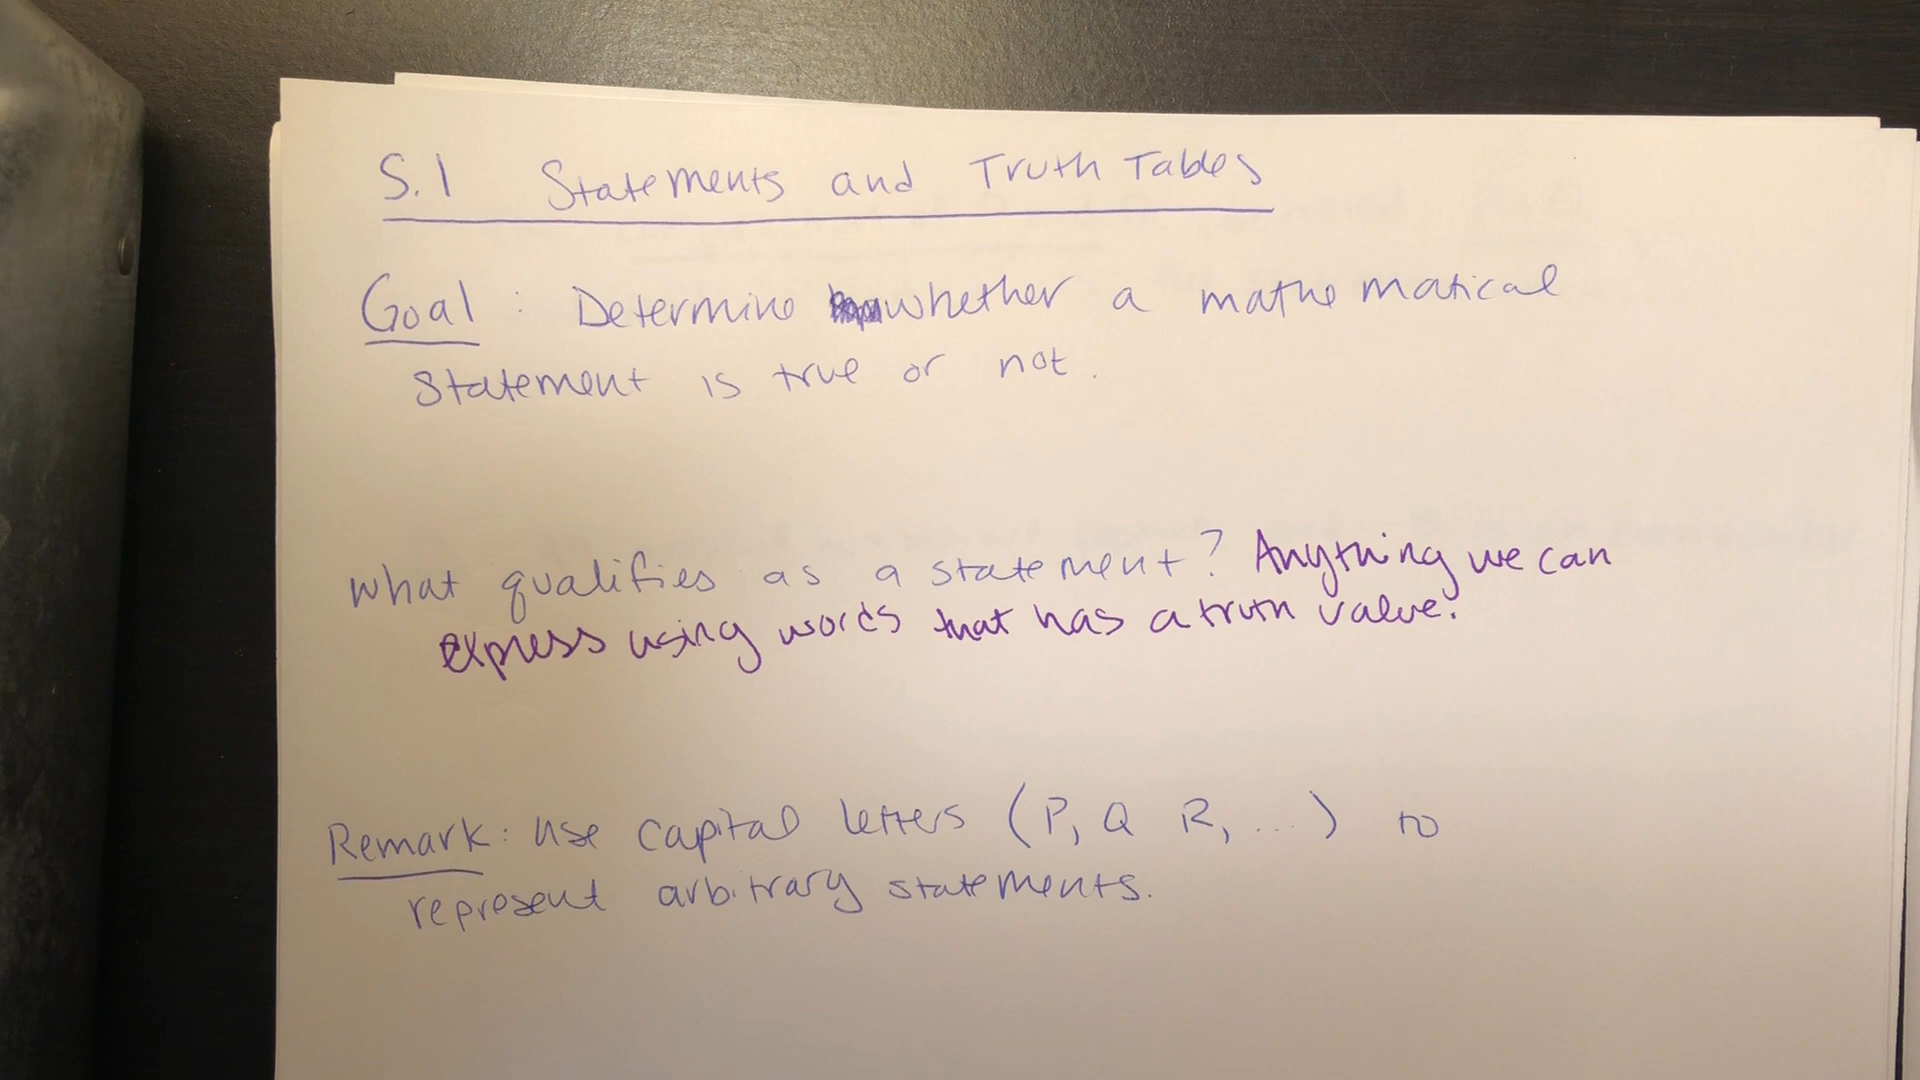 S.1 Statements and Truth Tables
Goal: Determine whether a mathematical
statement is true or not.
What qualifies as a statement? Anything we can
express using words that has a truth value.
Remark: Use capital letters (P, Q R, ...) to
represent arbitrary statements.